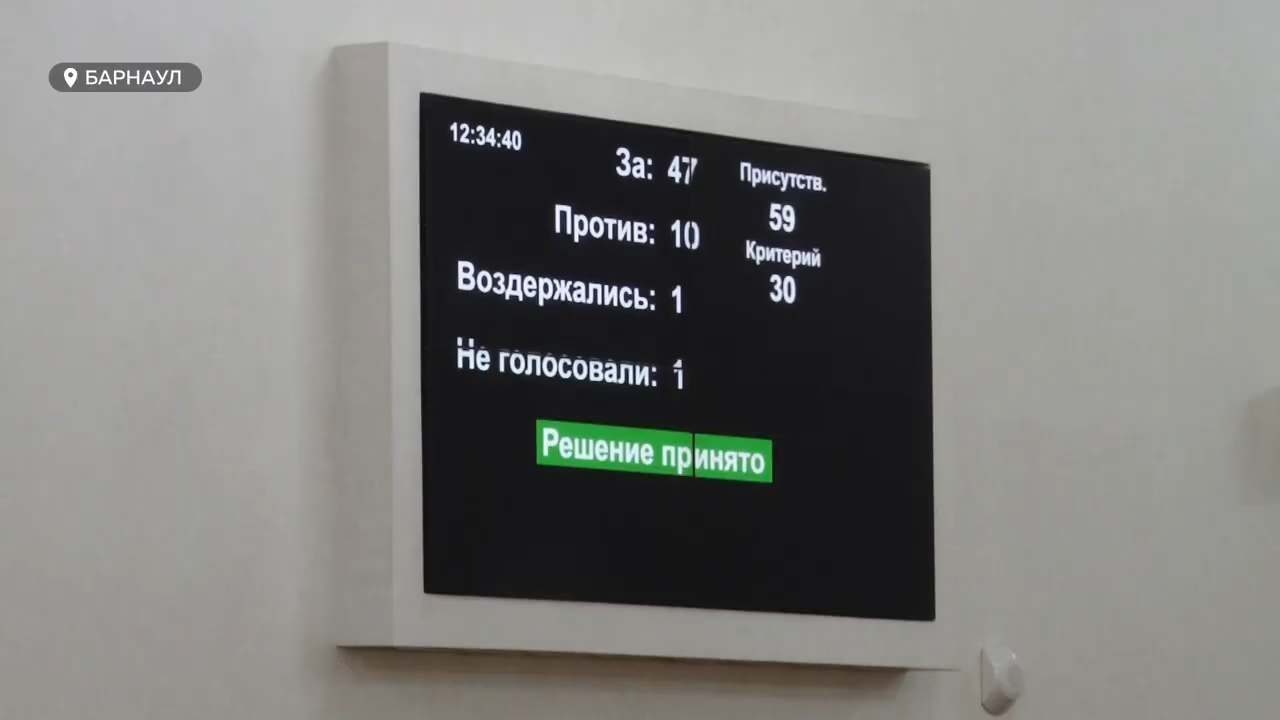 БАРНАУЛ
12:34:40
За: 47
Против: 10
Воздержались: 1
Не голосовали: 1
Присутств.
59
Критерий
30
Решение принято